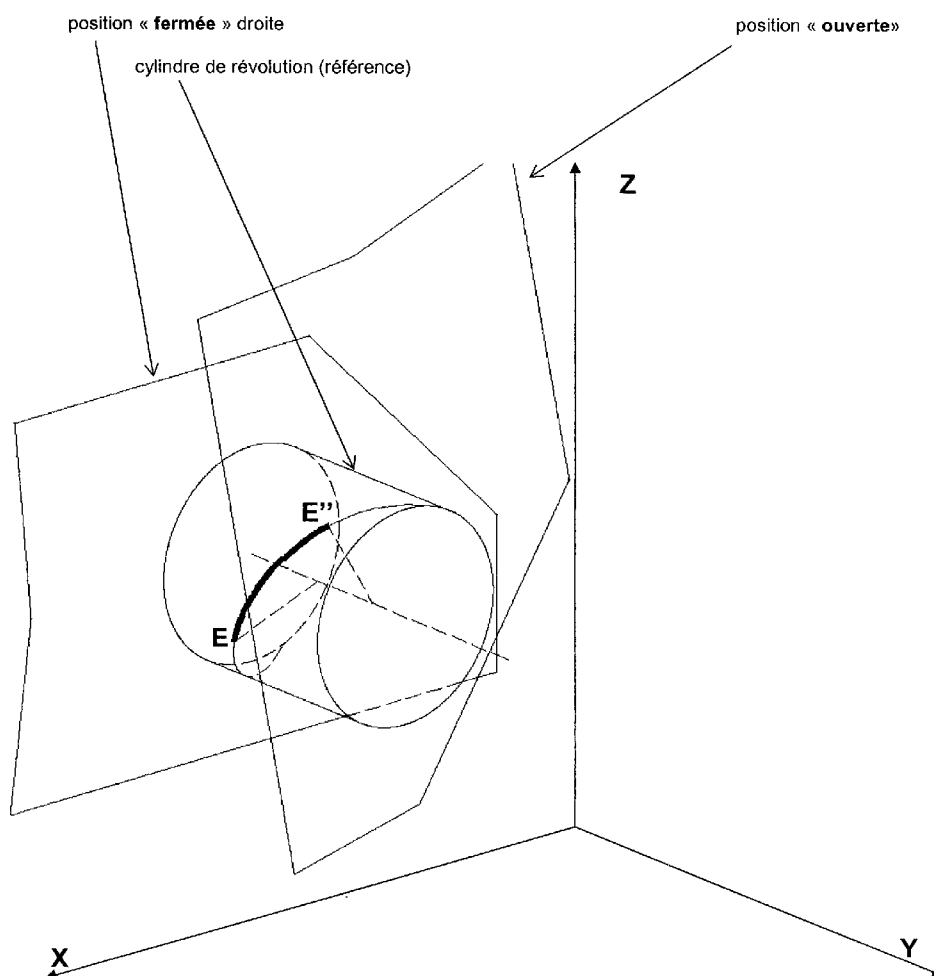 position « fermée » droite
position « ouverte»
cylindre de révolution (référence)
Z
E’’
E
X
Y